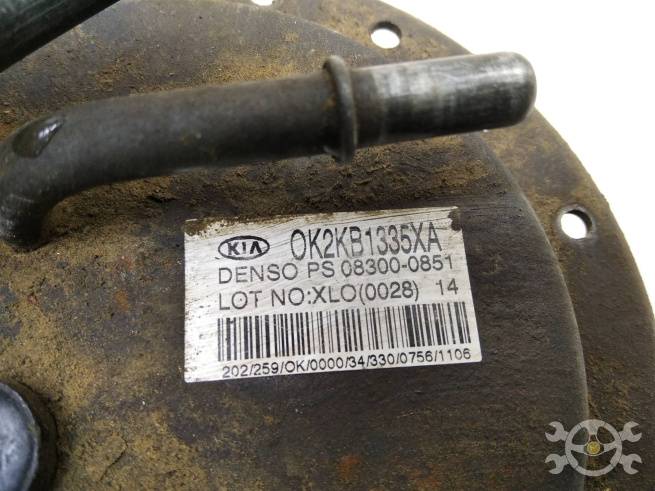 KIA OK2KB1335XA
DENSO PS 08300-0851
LOT NO:XLO(0028) 14
202/259/OK/0000/34/330/0756/1106